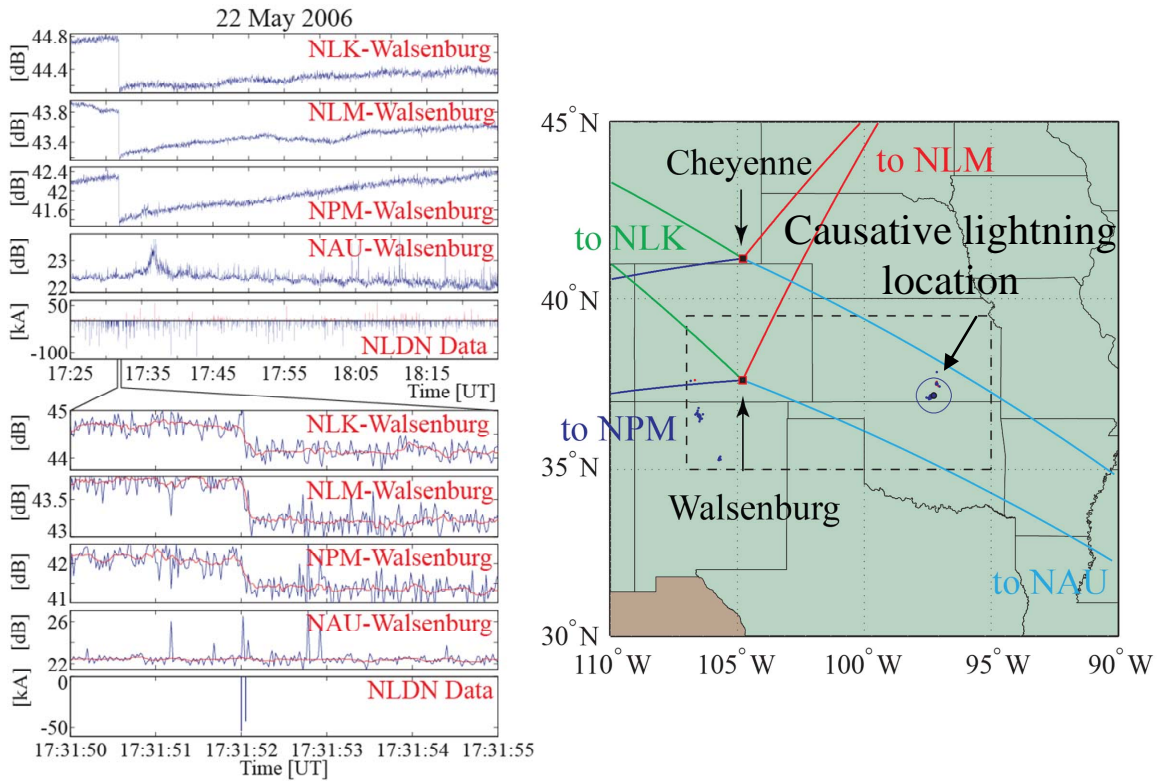 22 May 2006
[dB]
44.8
44.4
NLK-Walsenburg
[dB]
43.8
43.4
NLM-Walsenburg
[dB]
42.4
42
41.6
NPM-Walsenburg
[dB]
23
22
NAU-Walsenburg
[kA]
50
-100
NLDN Data
17:25 17:35 17:45 17:55 18:05 18:15
Time [UT]
[dB]
45
44
NLK-Walsenburg
[dB]
43.5
43
NLM-Walsenburg
[dB]
42
41
NPM-Walsenburg
[dB]
26
22
NAU-Walsenburg
[kA]
0
-50
NLDN Data
17:31:50 17:31:51 17:31:52 17:31:53 17:31:54 17:31:55
Time [UT]
45°N
40°N
35°N
30°N
110°W 105°W 100°W 95°W 90°W
Cheyenne
to NLM
to NLK
Causative lightning
location
to NPM
Walsenburg
to NAU